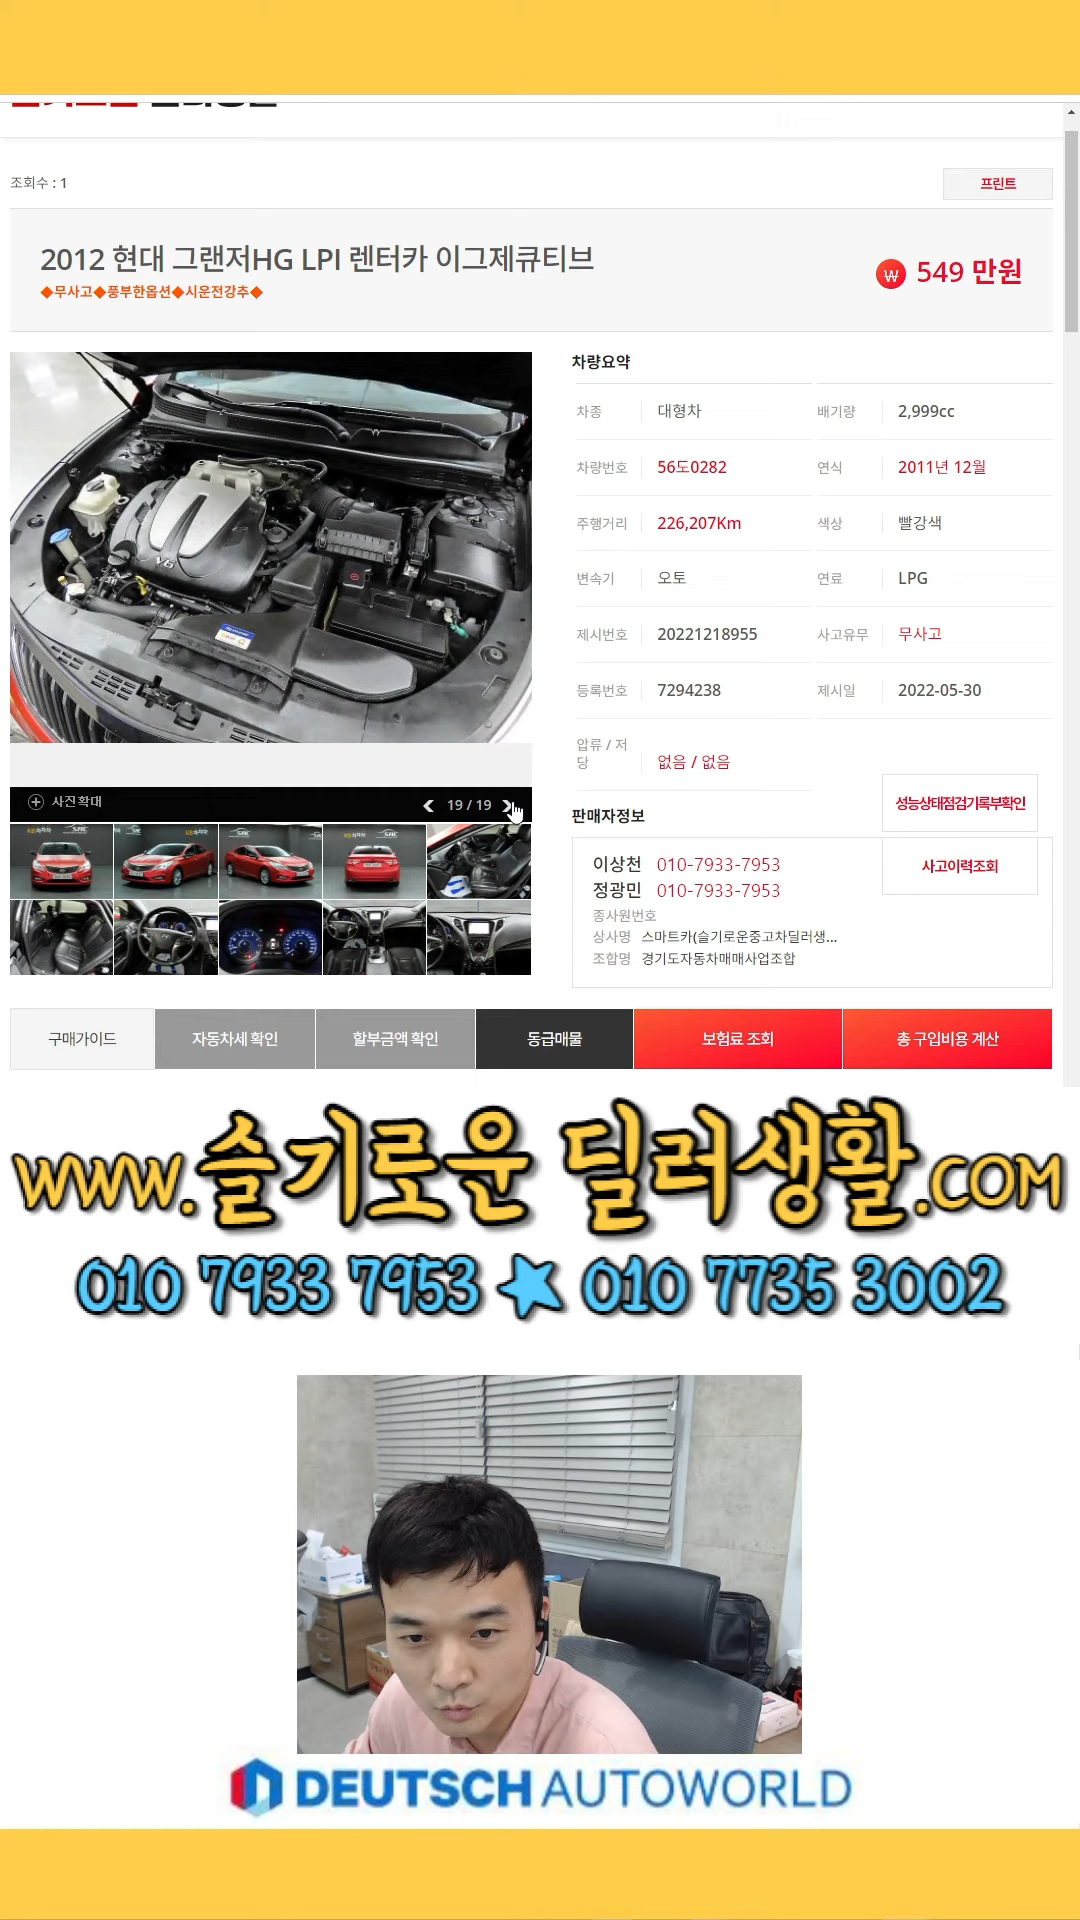 조회수 : 1
프린트
2012 현대 그랜저HG LPI 렌터카 이그제큐티브
◆무사고◆풍부한옵션◆시운전강추◆
₩ 549 만원
차량요약
차종 대형차 배기량 2,999cc
차량번호 56도0282 연식 2011년 12월
주행거리 226,207Km 색상 빨강색
변속기 오토 연료 LPG
제시번호 20221218955 사고유무 무사고
등록번호 7294238 제시일 2022-05-30
압류 / 저당 없음 / 없음
V6
사진확대
19 / 19
판매자정보
성능상태점검기록부확인
사고이력조회
이상천 010-7933-7953
정광민 010-7933-7953
종사원번호
상사명 스마트카(슬기로운중고차딜러생...
조합명 경기도자동차매매사업조합
구매가이드 자동차세 확인 할부금액 확인 동급매물 보험료 조회 총 구입비용 계산
www.슬기로운 딜러생활.COM
010 7933 7953 ★ 010 7735 3002
DEUTSCH AUTOWORLD